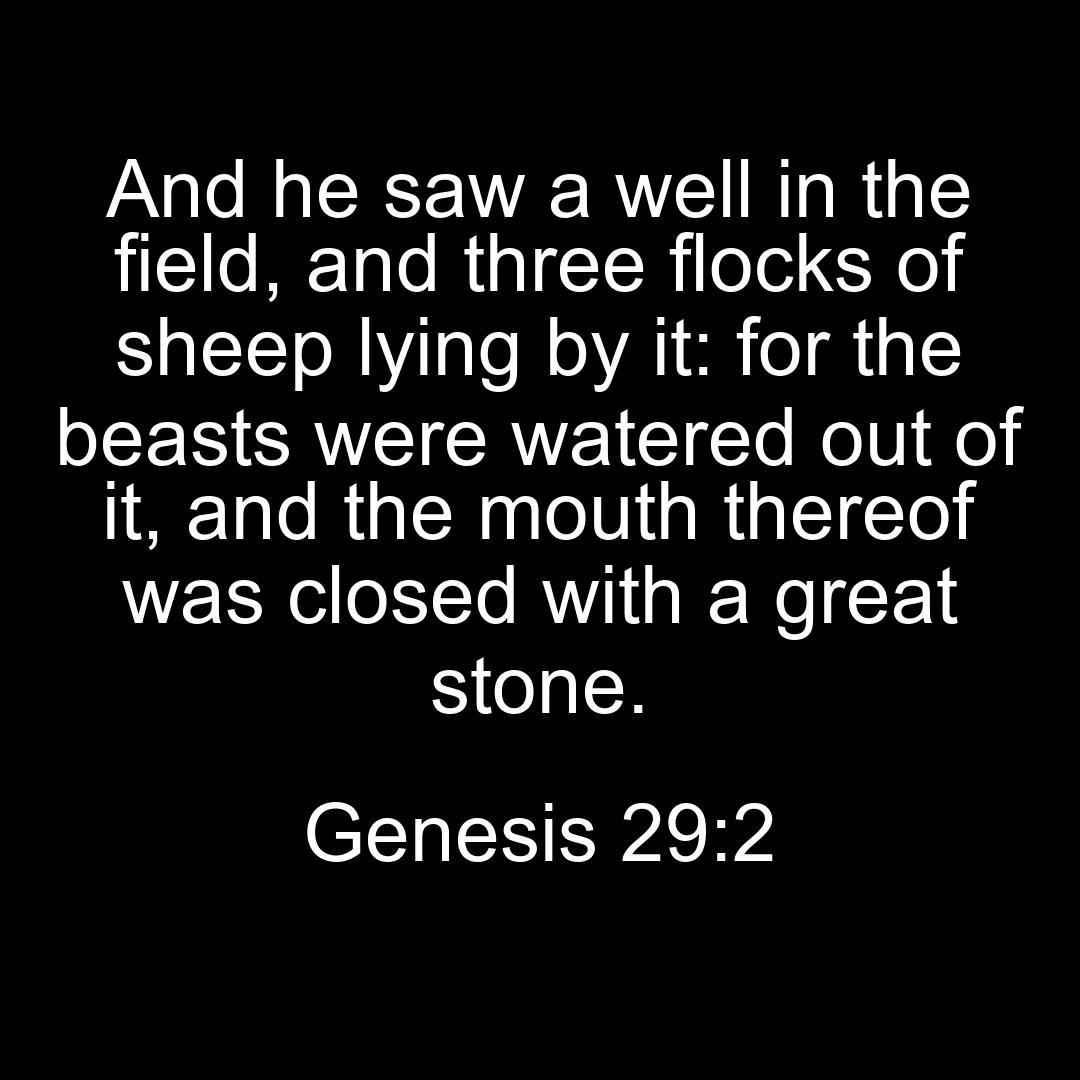 And he saw a well in the
field, and three flocks of
sheep lying by it: for the
beasts were watered out of
it, and the mouth thereof
was closed with a great
stone.
Genesis 29:2